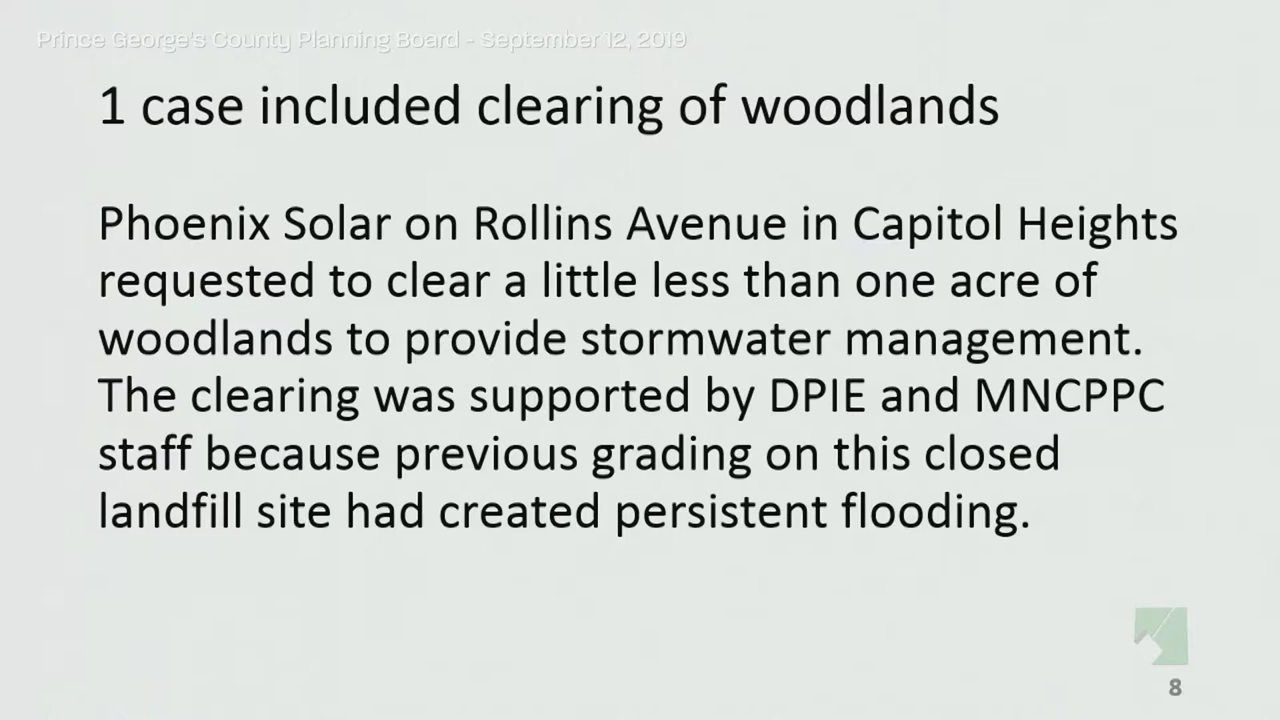 Prince George's County Planning Board - September 12, 2019
1 case included clearing of woodlands
Phoenix Solar on Rollins Avenue in Capitol Heights
requested to clear a little less than one acre of
woodlands to provide stormwater management.
The clearing was supported by DPIE and MNCPPC
staff because previous grading on this closed
landfill site had created persistent flooding.
8